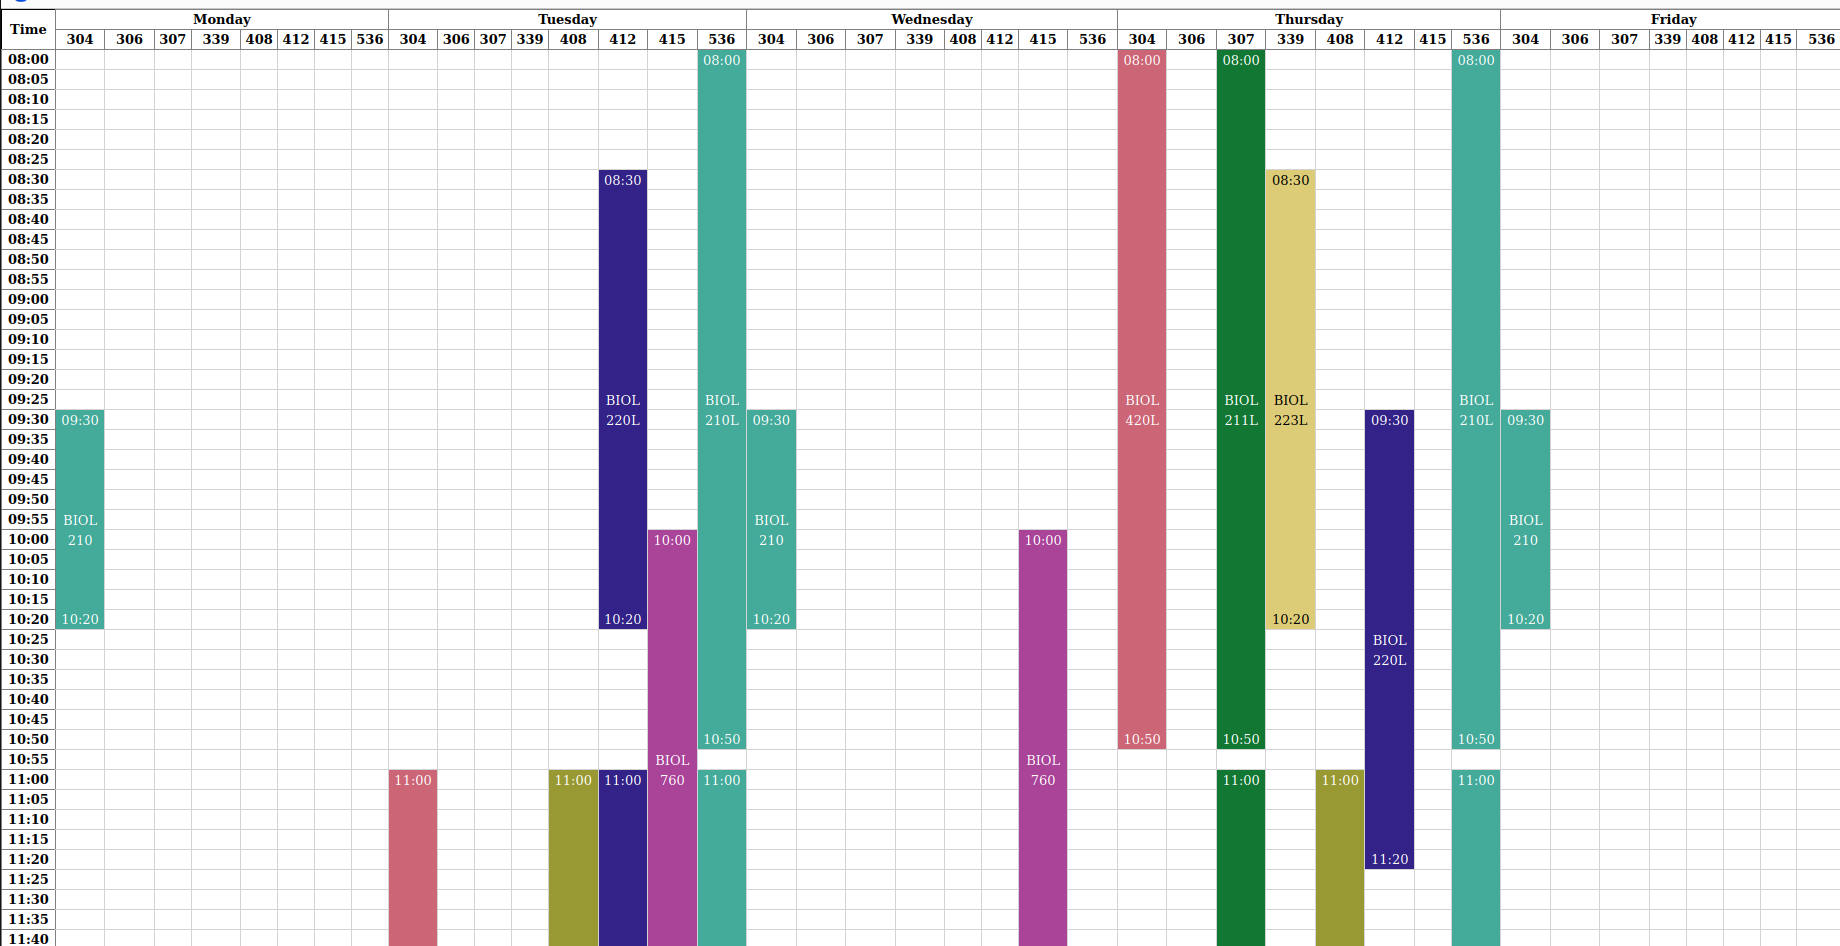 Time Monday Tuesday Wednesday Thursday Friday
304 306 307 339 408 412 415 536 304 306 307 339 408 412 415 536 304 306 307 339 408 412 415 536 304 306 307 339 408 412 415 536 304 306 307 339 408 412 415 536
08:00 08:00 08:00 08:00 08:00
08:05
08:10
08:15
08:20
08:25
08:30 08:30 08:30
08:35
08:40
08:45
08:50
08:55
09:00
09:05
09:10
09:15
09:20
09:25 BIOL BIOL BIOL BIOL BIOL BIOL
09:30 09:30 220L 210L 09:30 420L 211L 223L 09:30 210L 09:30
09:35
09:40
09:45
09:50
09:55 BIOL BIOL BIOL
10:00 210 10:00 210 10:00 210
10:05
10:10
10:15
10:20 10:20 10:20 10:20 10:20 10:20
10:25 BIOL
10:30 220L
10:35
10:40
10:45
10:50 10:50 10:50 10:50 10:50
10:55 BIOL BIOL
11:00 11:00 11:00 11:00 760 11:00 760 11:00 11:00 11:00
11:05
11:10
11:15
11:20 11:20
11:25
11:30
11:35
11:40